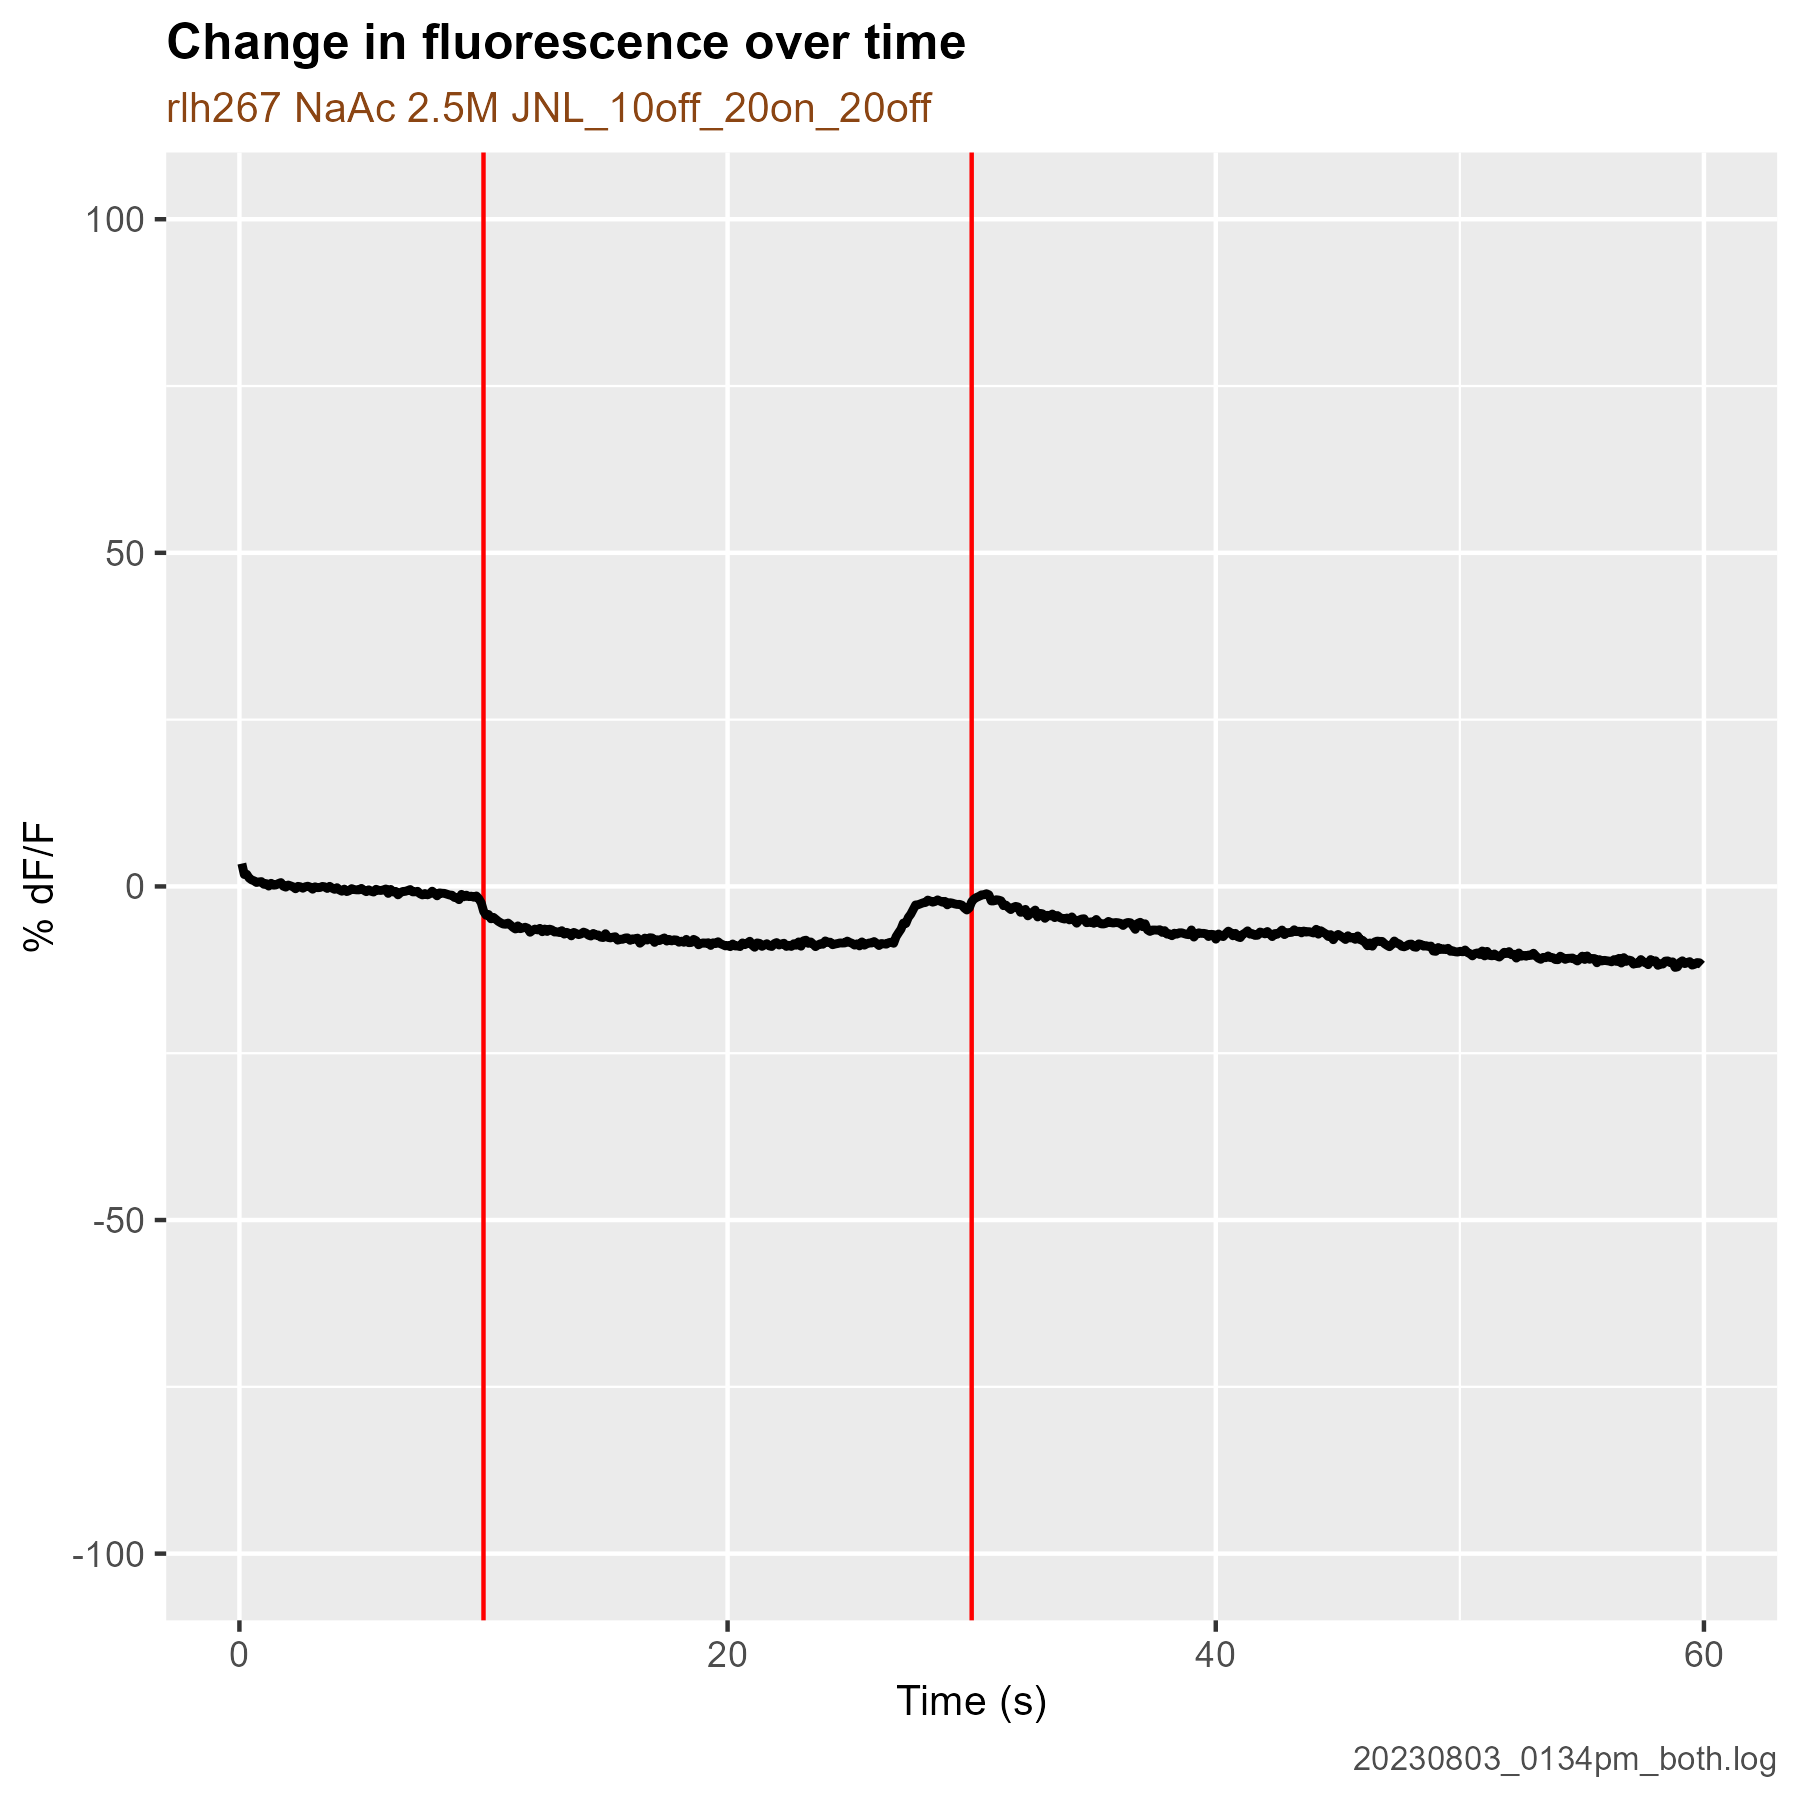 Change in fluorescence over time
rlh267 NaAc 2.5M JNL_10off_20on_20off
100
50
0
-50
-100
% dF/F
0 20 40 60
Time (s)
20230803_0134pm_both.log